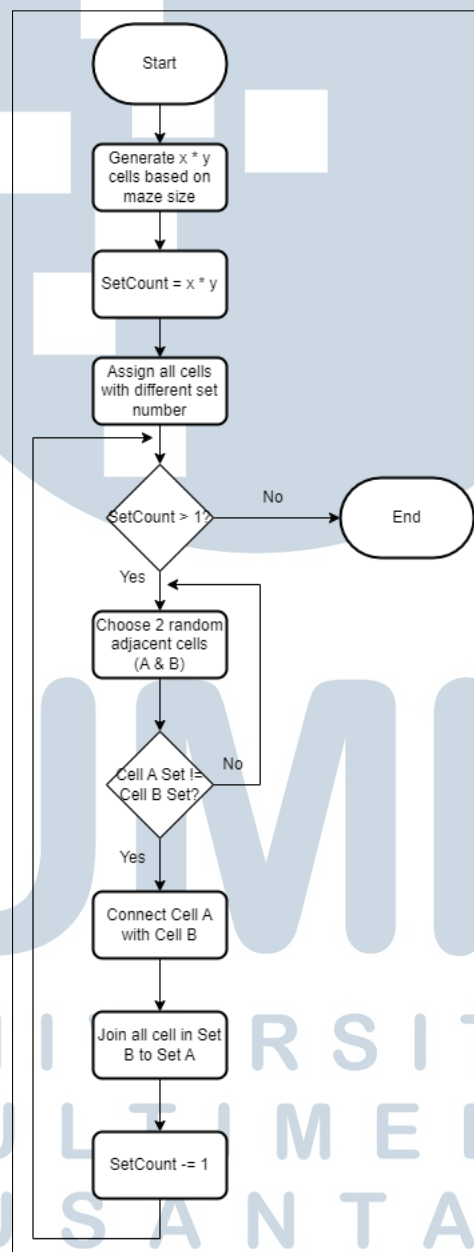 Start
Generate x * y
cells based on
maze size
SetCount = x * y
Assign all cells
with different set
number
SetCount > 1?
No
End
Yes
Choose 2 random
adjacent cells
(A & B)
Cell A Set !=
Cell B Set?
No
Yes
Connect Cell A
with Cell B
Join all cell in Set
B to Set A
SetCount -= 1